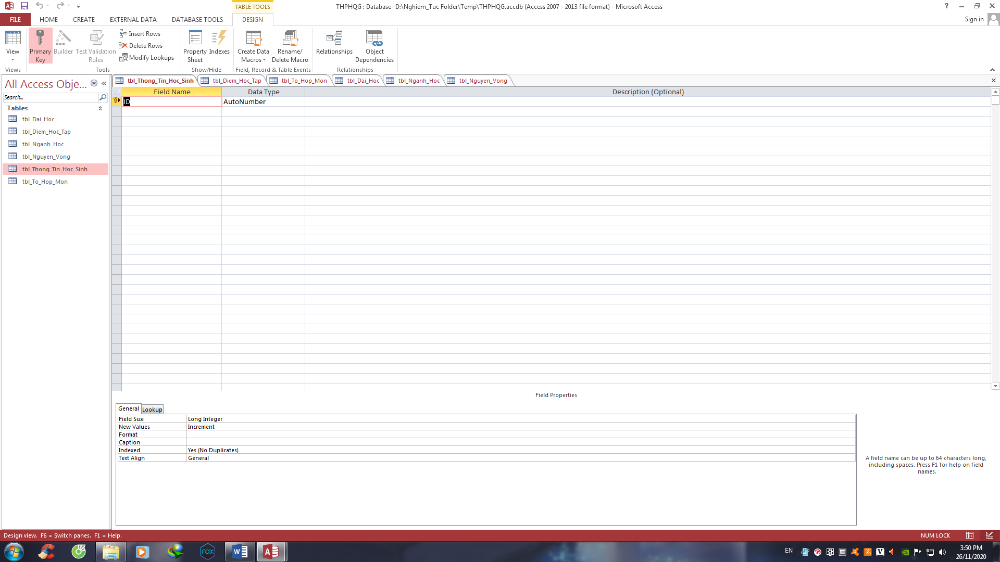 TABLE TOOLS
THPHQG : Database- D:\Nghiem_Tuc Folder\Temp\THPHQG.accdb (Access 2007 - 2013 file format) - Microsoft Access
?
FILE HOME CREATE EXTERNAL DATA DATABASE TOOLS DESIGN
Sign in
View
Primary Key
Builder
Test Validation Rules
Insert Rows
Delete Rows
Modify Lookups
Property Sheet
Indexes
Create Data Macros
Rename/ Delete Macro
Relationships
Object Dependencies
Views
Tools
Show/Hide
Field, Record & Table Events
Relationships
All Access Obje...
Search...
Tables
tbl_Dai_Hoc
tbl_Diem_Hoc_Tap
tbl_Nganh_Hoc
tbl_Nguyen_Vong
tbl_Thong_Tin_Hoc_Sinh
tbl_To_Hop_Mon
tbl_Thong_Tin_Hoc_Sinh tbl_Diem_Hoc_Tap tbl_To_Hop_Mon tbl_Dai_Hoc tbl_Nganh_Hoc tbl_Nguyen_Vong
Field Name Data Type Description (Optional)
ID AutoNumber
Field Properties
General Lookup
Field Size Long Integer
New Values Increment
Format
Caption
Indexed Yes (No Duplicates)
Text Align General
A field name can be up to 64 characters long,
including spaces. Press F1 for help on field
names.
Design view. F6 = Switch panes. F1 = Help.
NUM LOCK
nox
EN
3:50 PM
26/11/2020